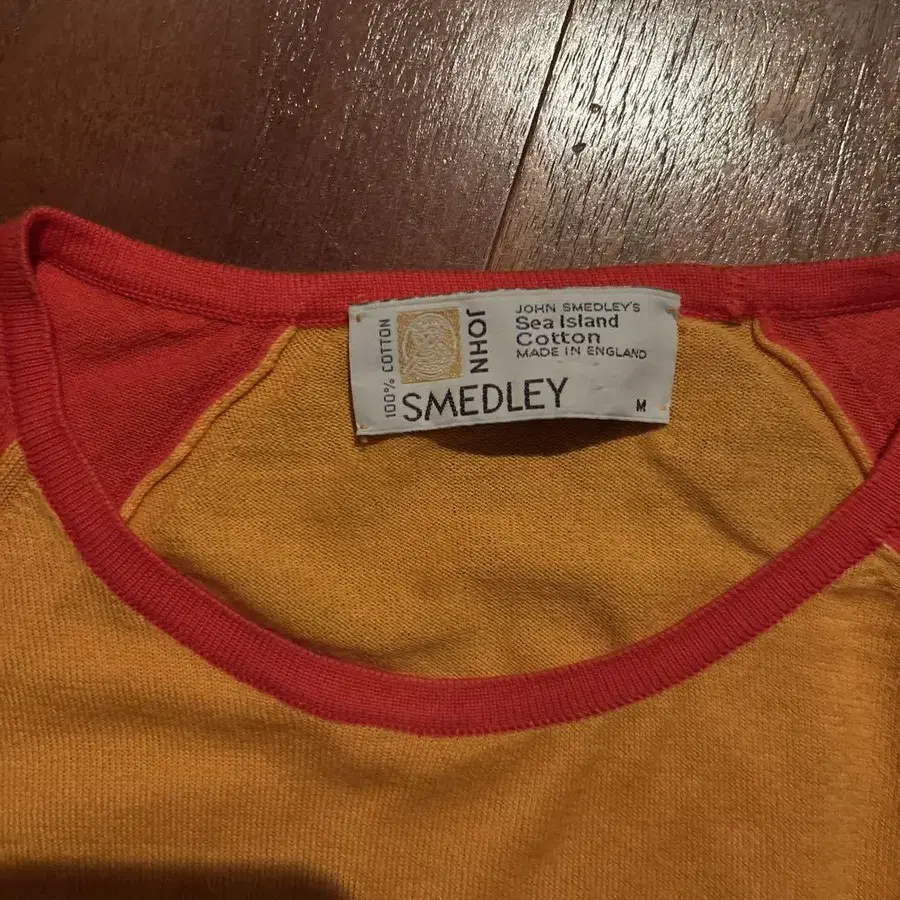 100% COTTON
JOHN
SMEDLEY
JOHN SMEDLEY'S
Sea Island
Cotton
MADE IN ENGLAND
M